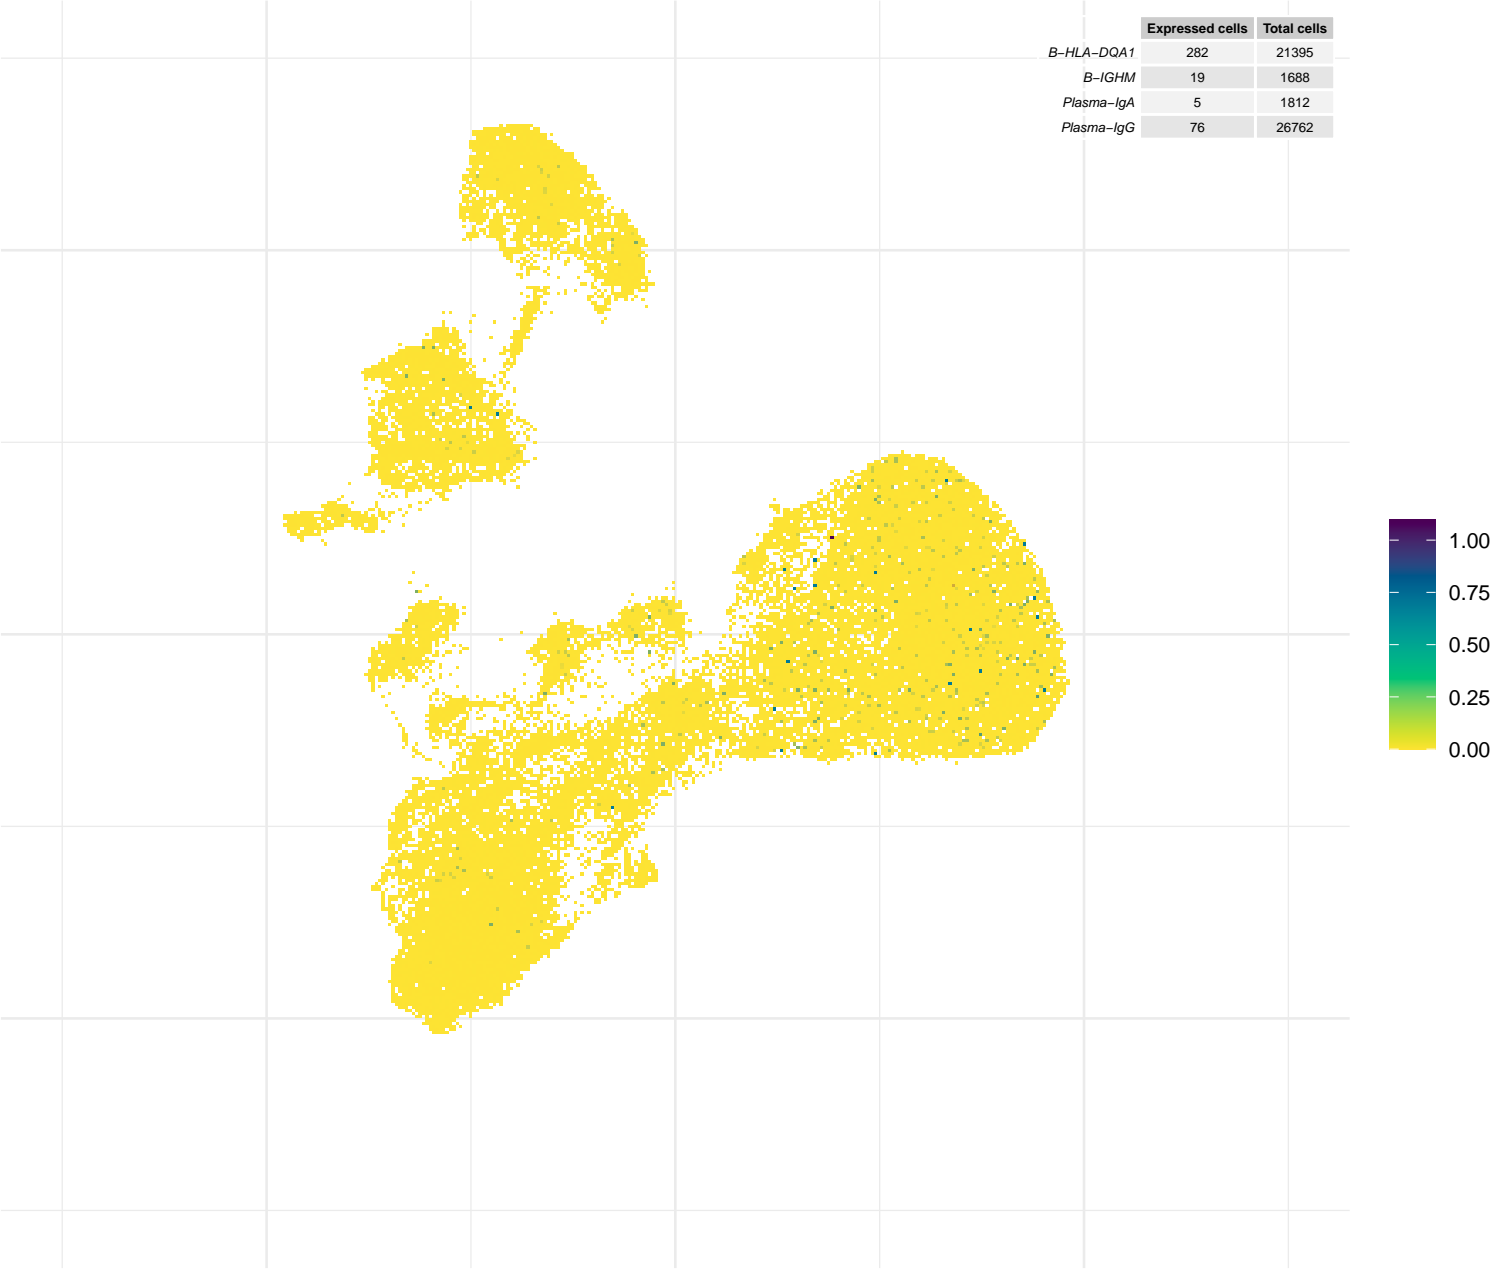 Expressed cells Total cells
B−HLA−DQA1 282 21395
B−IGHM 19 1688
Plasma−IgA 5 1812
Plasma−IgG 76 26762
1.00
0.75
0.50
0.25
0.00